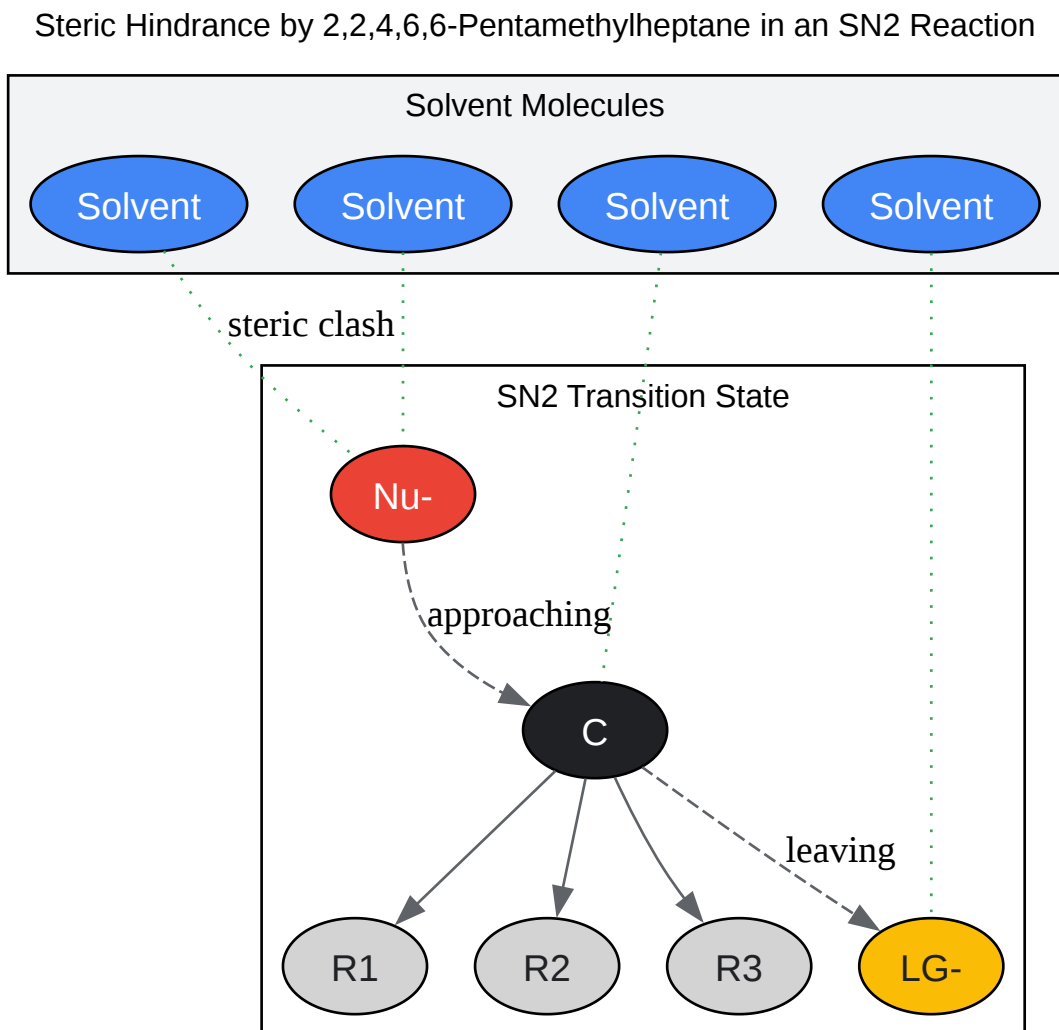 Steric Hindrance by 2,2,4,6,6-Pentamethylheptane in an SN2 Reaction
Solvent Molecules
Solvent
Solvent
Solvent
Solvent
steric clash
SN2 Transition State
Nu-
approaching
C
leaving
R1
R2
R3
LG-